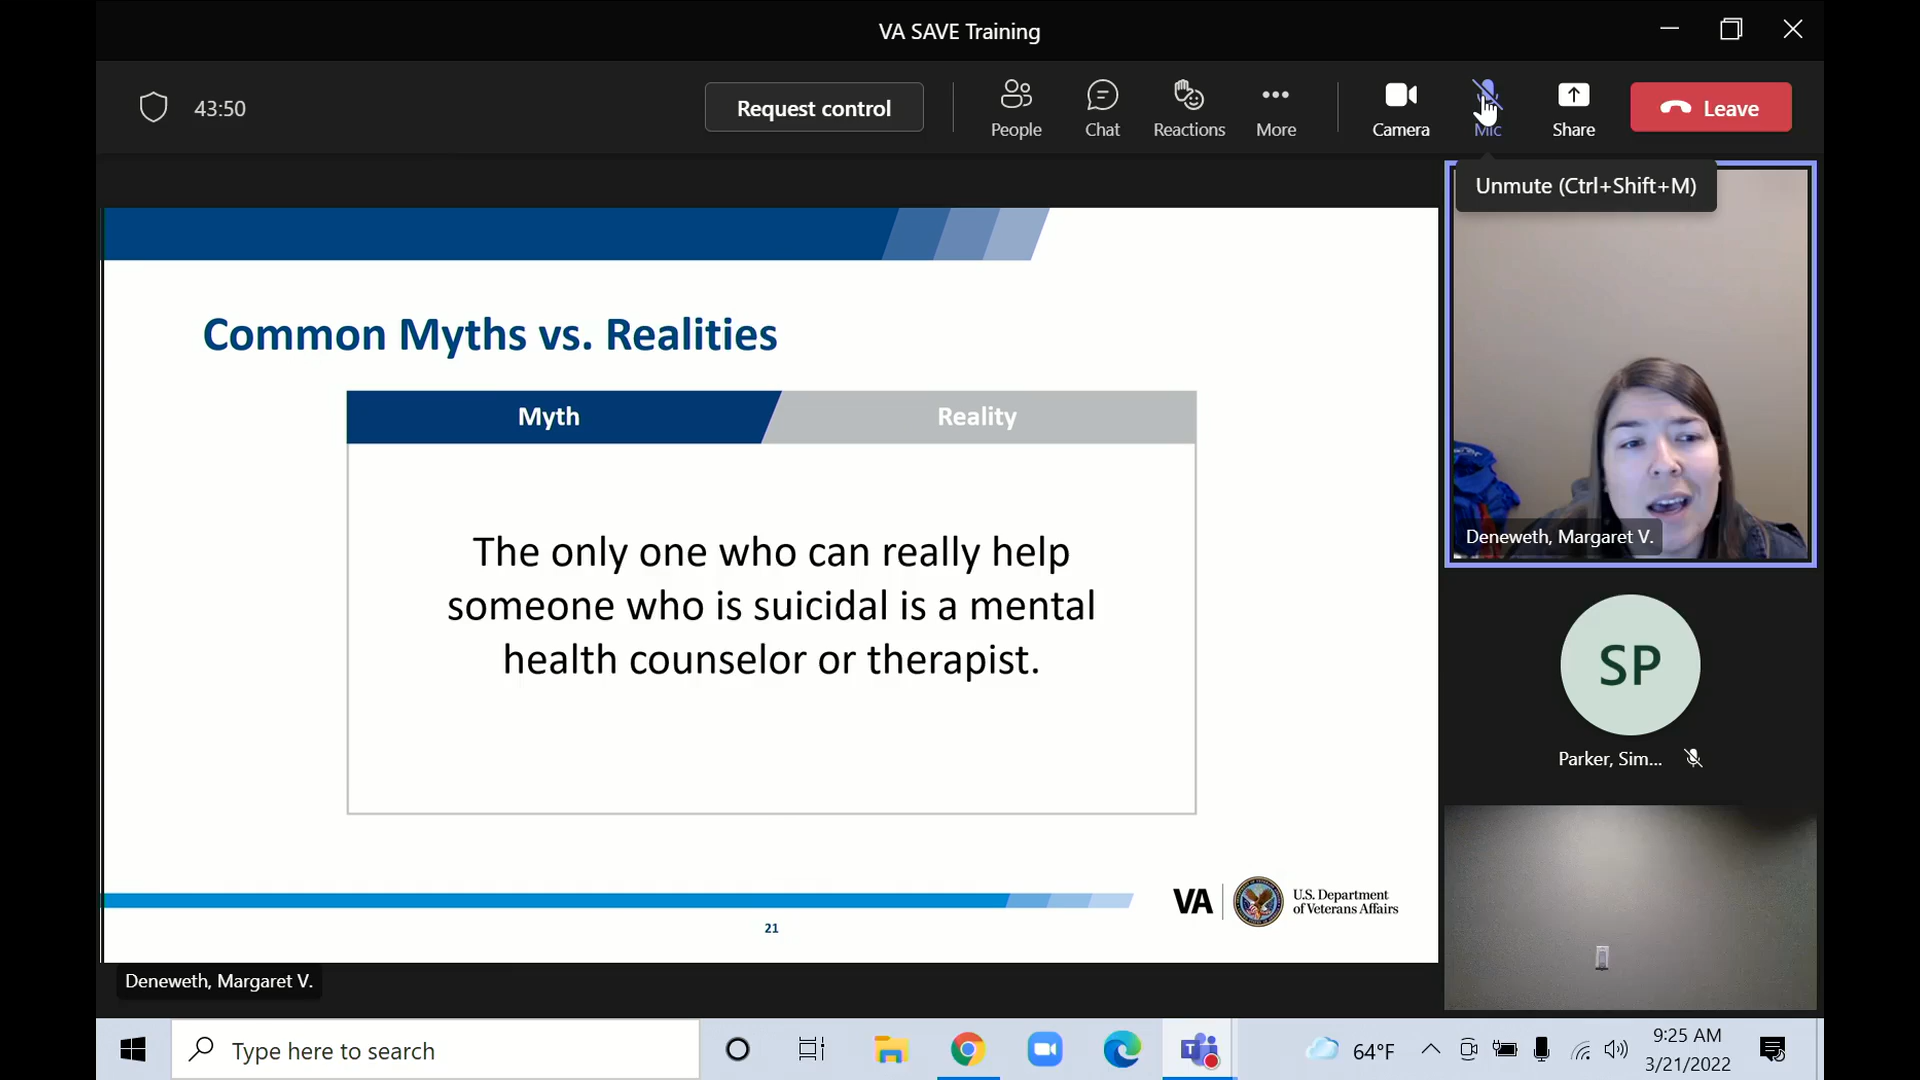 VA SAVE Training
43:50
Request control
People
Chat
Reactions
More
Camera
Mic
Share
Leave
Unmute (Ctrl+Shift+M)
Common Myths vs. Realities
Myth
Reality
The only one who can really help
someone who is suicidal is a mental
health counselor or therapist.
Deneweth, Margaret V.
SP
Parker, Sim...
VA
U.S. Department
of Veterans Affairs
21
Deneweth, Margaret V.
Type here to search
64°F
9:25 AM
3/21/2022